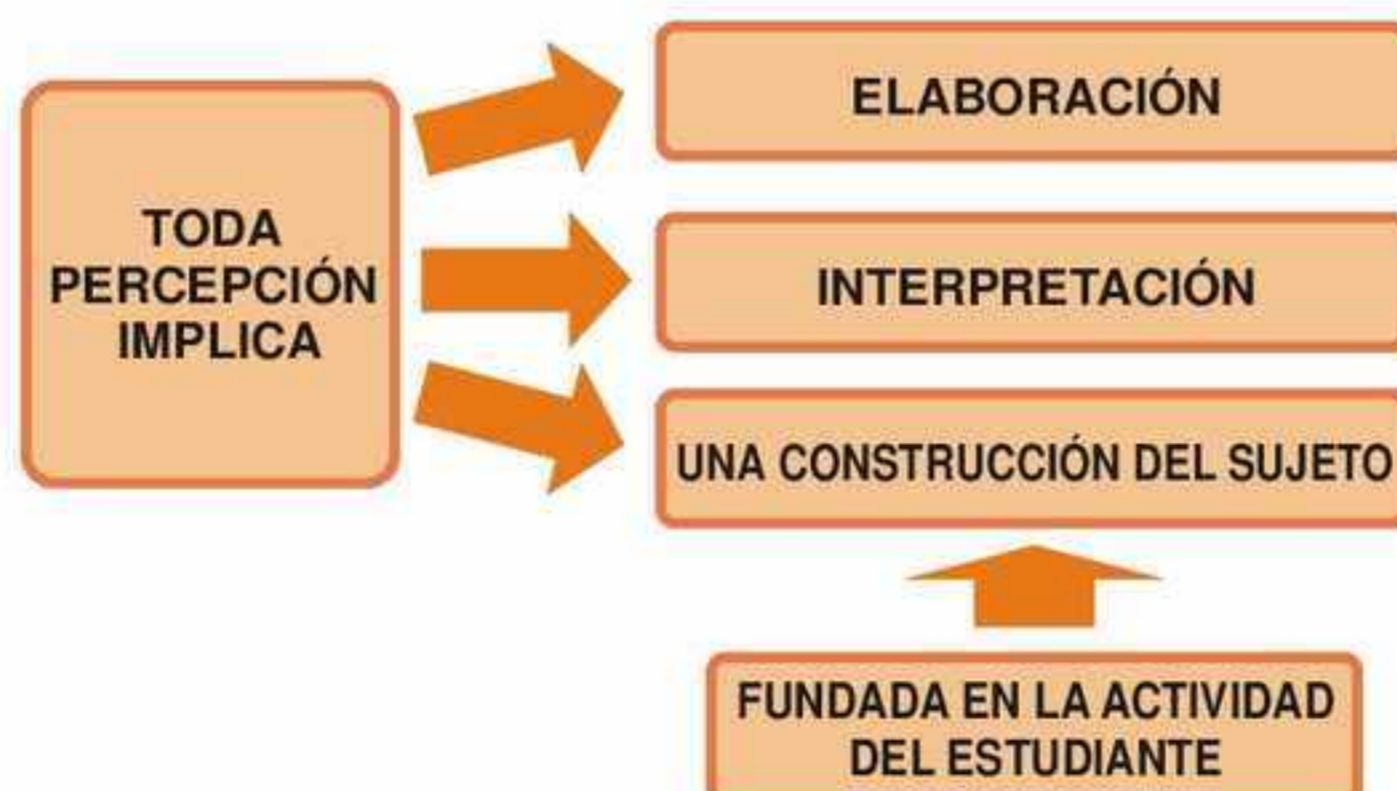 TODA
PERCEPCIÓN
IMPLICA
ELABORACIÓN
INTERPRETACIÓN
UNA CONSTRUCCIÓN DEL SUJETO
FUNDADA EN LA ACTIVIDAD
DEL ESTUDIANTE